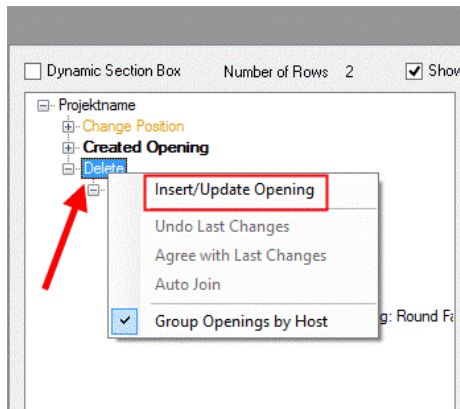 Dynamic Section Box Number of Rows 2 Show
Projektname
Change Position
Created Opening
Delete
Insert/Update Opening
Undo Last Changes
Agree with Last Changes
Auto Join
Group Openings by Host
g: Round Fa